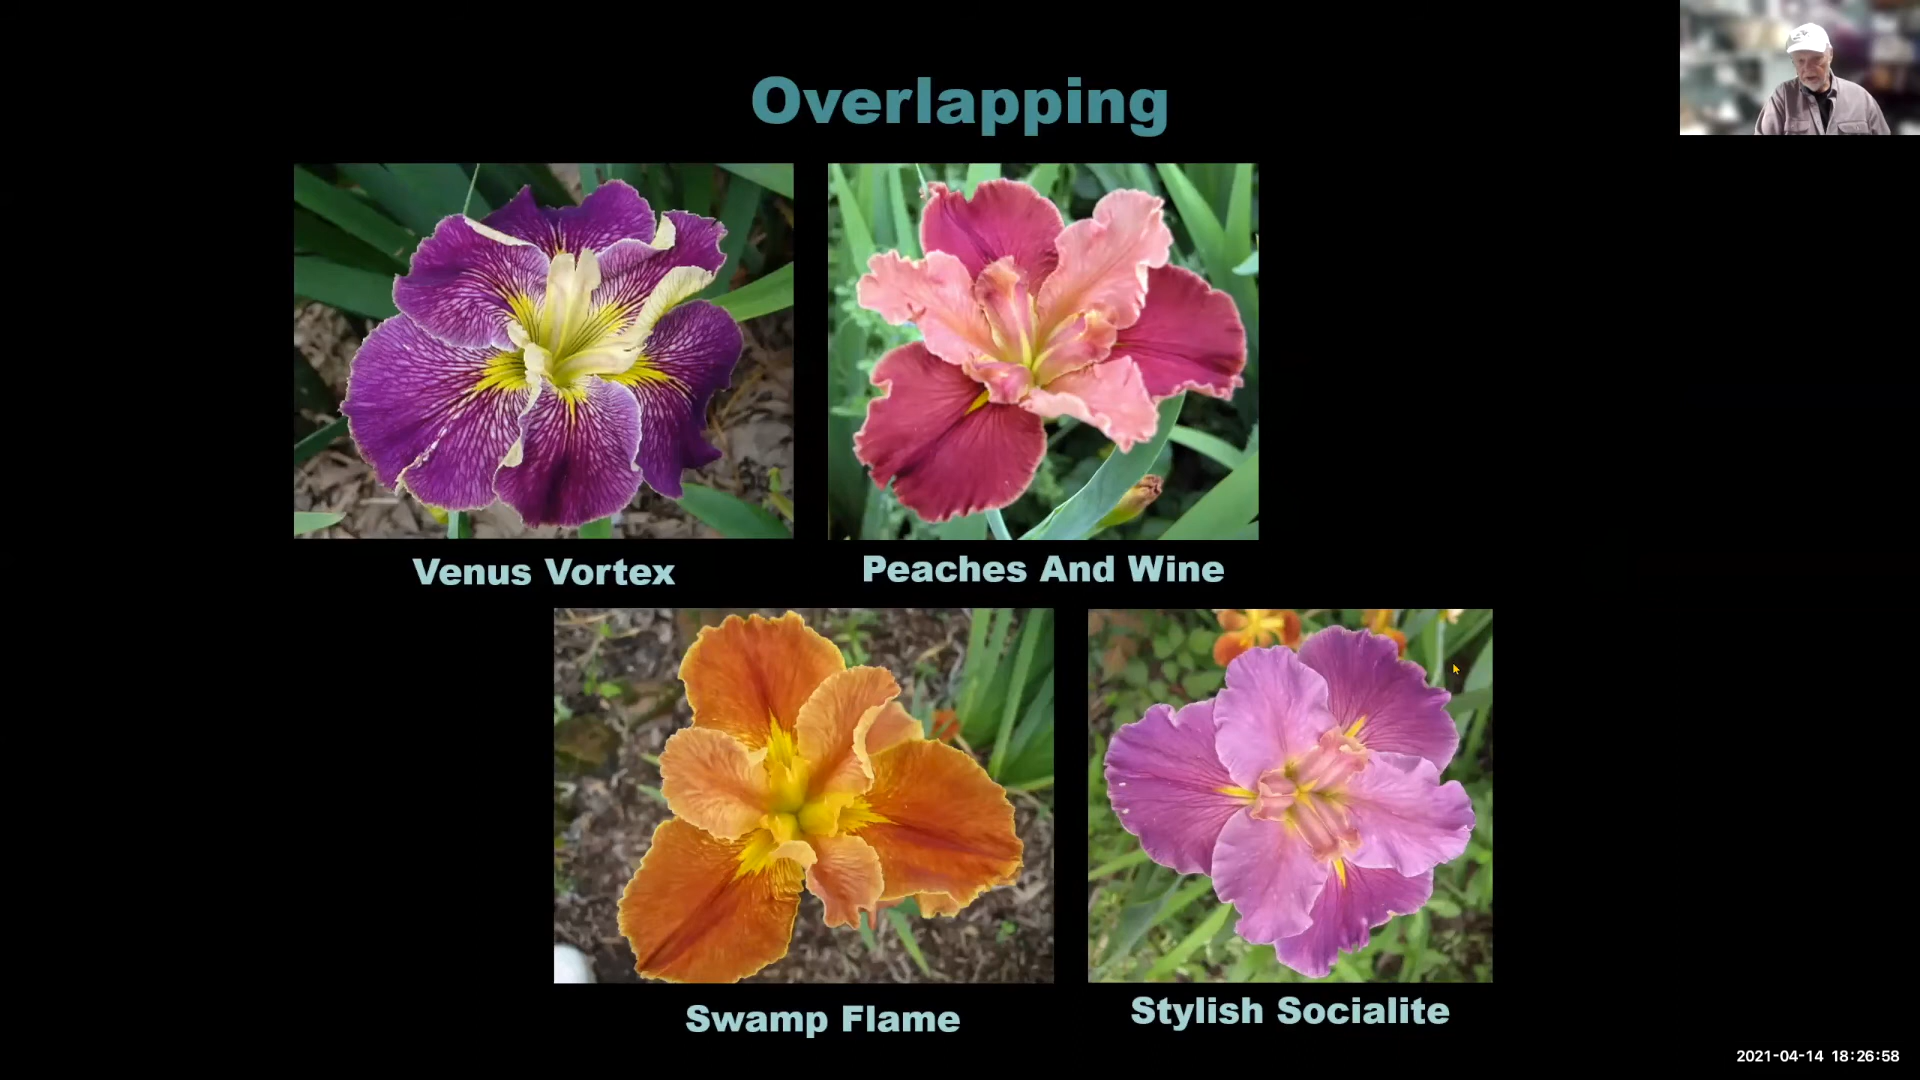 Overlapping
Venus Vortex
Peaches And Wine
Swamp Flame
Stylish Socialite
2021-04-14 18:26:58